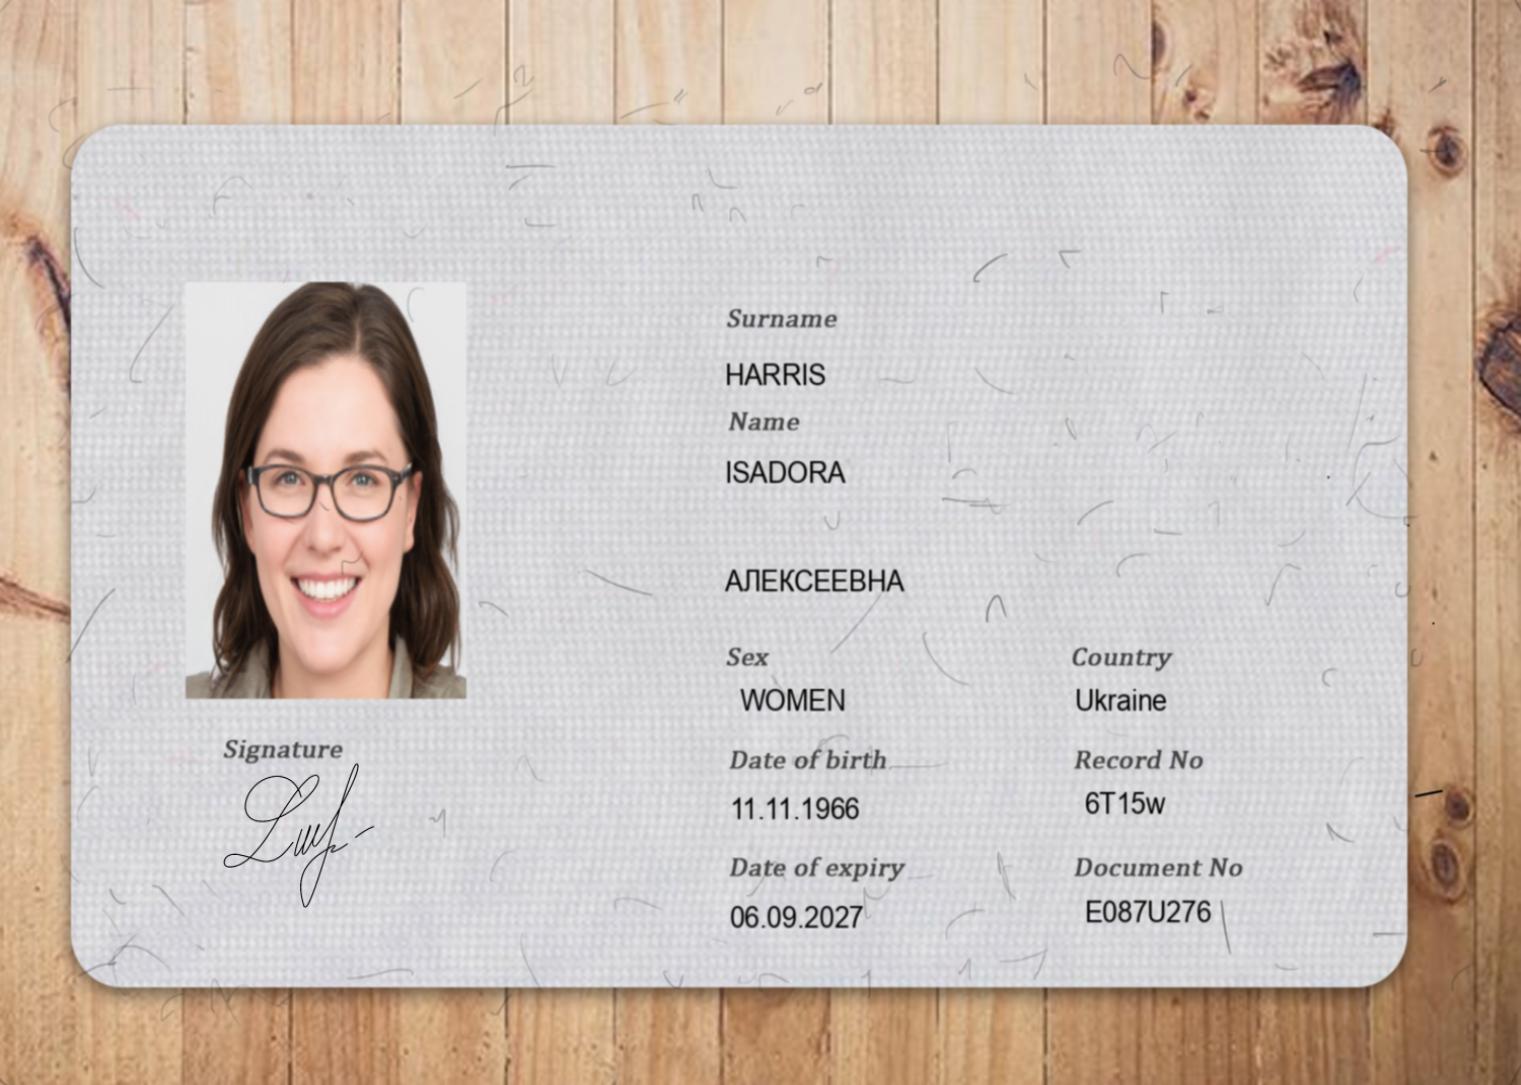 Surname
HARRIS
Name
ISADORA
АЛЕКСЕЕВНА
Sex
WOMEN
Country
Ukraine
Signature
Date of birth
11.11.1966
Record No
6T15w
Date of expiry
06.09.2027
Document No
E087U276